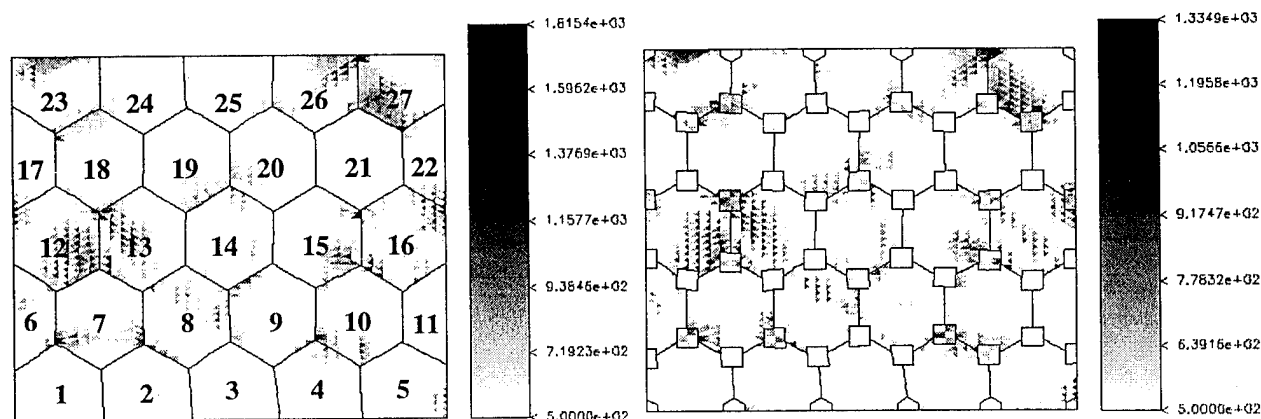 23 24 25 26 27
17 18 19 20 21 22
12 13 14 15 16
6 7 8 9 10 11
1 2 3 4 5
< 1.8154e+03
< 1.5962e+03
< 1.3769e+03
< 1.1577e+03
< 9.3846e+02
< 7.1923e+02
< 5.0000e+02
< 1.3349e+03
< 1.1958e+03
< 1.0566e+03
< 9.1747e+02
< 7.7832e+02
< 6.3916e+02
< 5.0000e+02